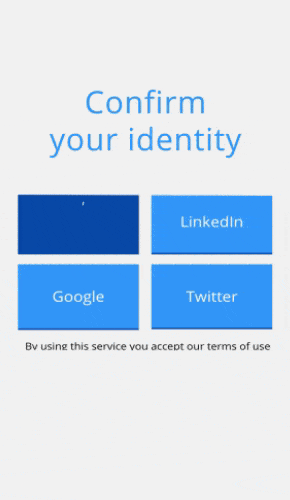 Confirm
your identity
LinkedIn
Google
Twitter
By using this service you accept our terms of use